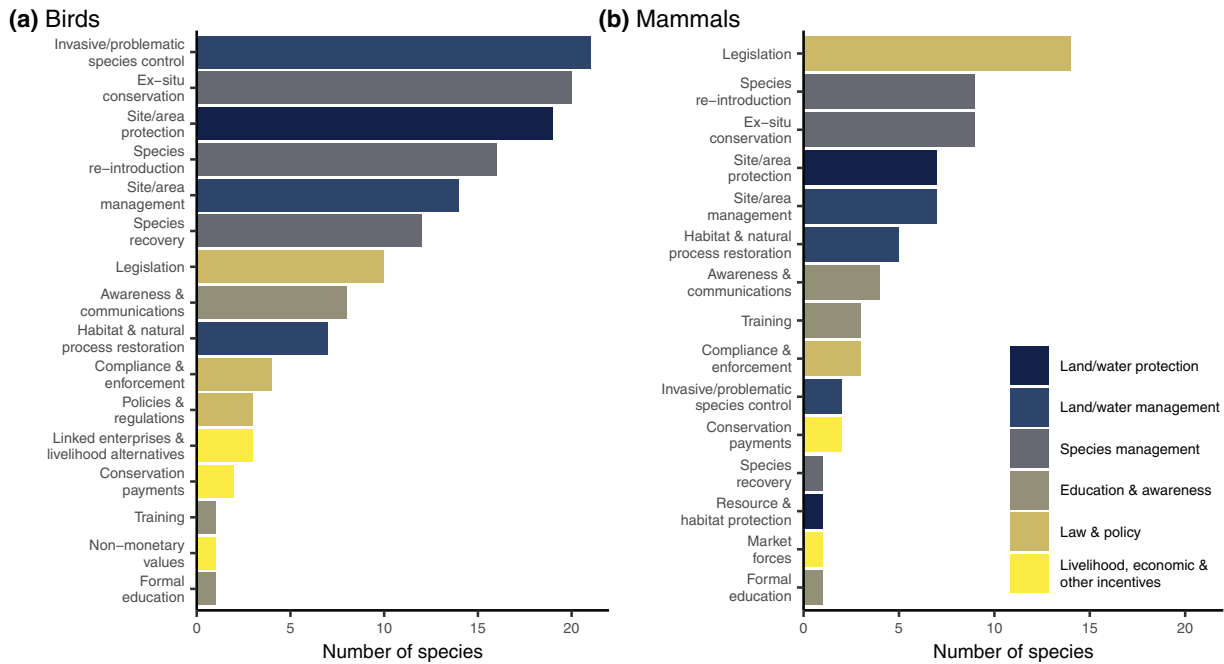 (a) Birds
Invasive/problematic
species control
Ex−situ
conservation
Site/area
protection
Species
re−introduction
Site/area
management
Species
recovery
Legislation
Awareness &
communications
Habitat & natural
process restoration
Compliance &
enforcement
Policies &
regulations
Linked enterprises &
livelihood alternatives
Conservation
payments
Training
Non−monetary
values
Formal
education
0 5 10 15 20
Number of species
(b) Mammals
Legislation
Species
re−introduction
Ex−situ
conservation
Site/area
protection
Site/area
management
Habitat & natural
process restoration
Awareness &
communications
Training
Compliance &
enforcement
Invasive/problematic
species control
Conservation
payments
Species
recovery
Resource &
habitat protection
Market
forces
Formal
education
0 5 10 15 20
Number of species
Land/water protection
Land/water management
Species management
Education & awareness
Law & policy
Livelihood, economic &
other incentives